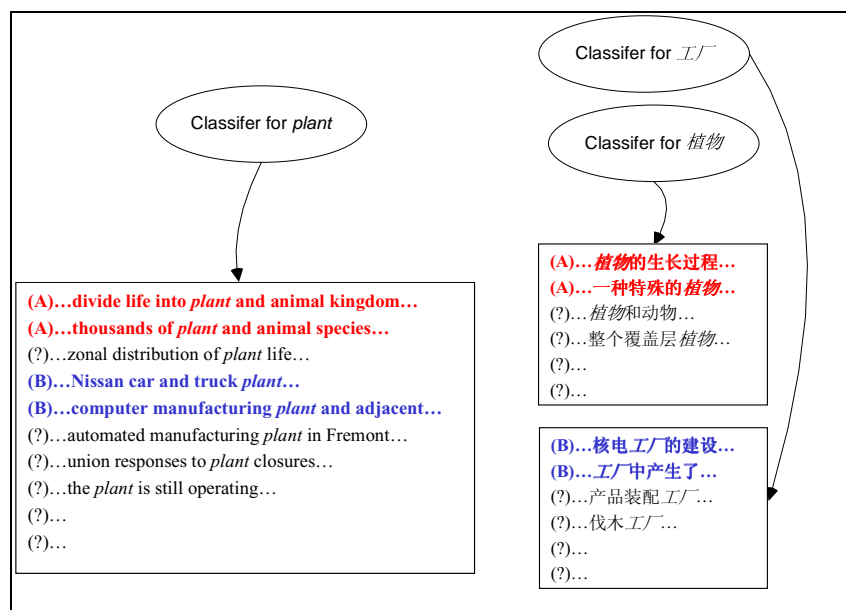 Classifer for 工厂
Classifer for plant
Classifer for 植物
(A)…divide life into plant and animal kingdom…
(A)…thousands of plant and animal species…
(?)…zonal distribution of plant life…
(B)…Nissan car and truck plant…
(B)…computer manufacturing plant and adjacent…
(?)…automated manufacturing plant in Fremont…
(?)…union responses to plant closures…
(?)…the plant is still operating…
(?)…
(?)…
(A)…植物的生长过程…
(A)…一种特殊的植物…
(?)…植物和动物…
(?)…整个覆盖层植物…
(?)…
(?)…
(B)…核电工厂的建设…
(B)…工厂中产生了…
(?)…产品装配工厂…
(?)…伐木工厂…
(?)…
(?)…